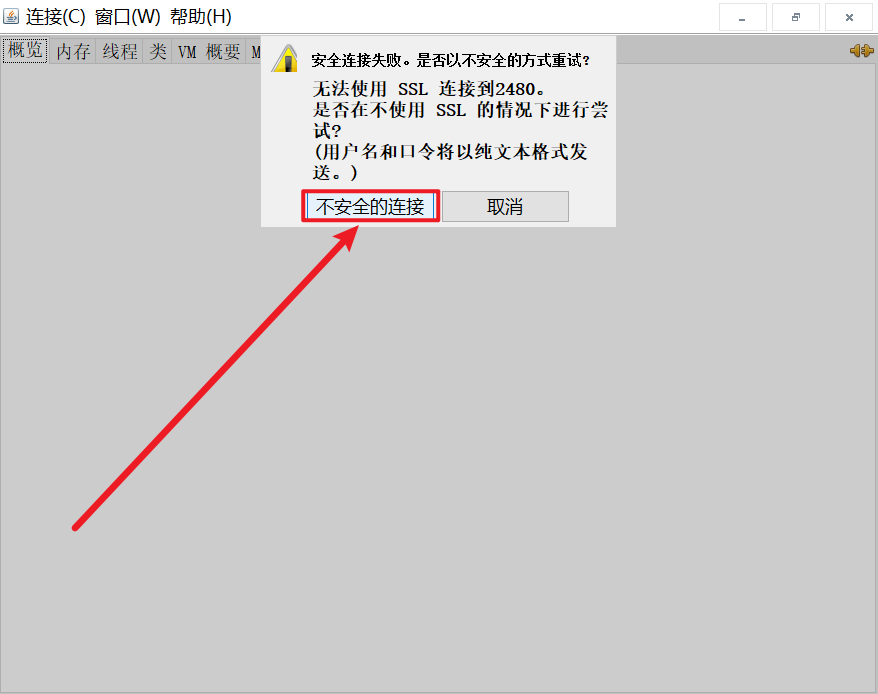 连接(C) 窗口(W) 帮助(H)
概览 内存 线程 类 VM 概要 M
安全连接失败。是否以不安全的方式重试?
无法使用 SSL 连接到2480。
是否在不使用 SSL 的情况下进行尝
试?
(用户名和口令将以纯文本格式发
送。)
不安全的连接 取消